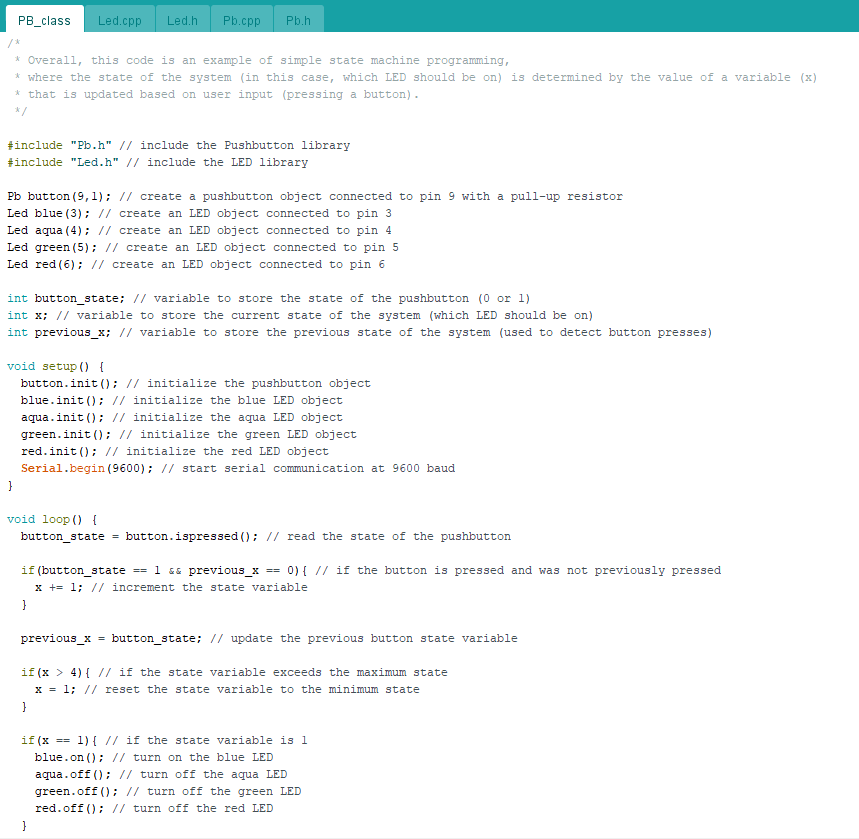 PB_class Led.cpp Led.h Pb.cpp Pb.h
/*
 * Overall, this code is an example of simple state machine programming,
 * where the state of the system (in this case, which LED should be on) is determined by the value of a variable (x)
 * that is updated based on user input (pressing a button).
 */

#include "Pb.h" // include the Pushbutton library
#include "Led.h" // include the LED library

Pb button(9,1); // create a pushbutton object connected to pin 9 with a pull-up resistor
Led blue(3); // create an LED object connected to pin 3
Led aqua(4); // create an LED object connected to pin 4
Led green(5); // create an LED object connected to pin 5
Led red(6); // create an LED object connected to pin 6

int button_state; // variable to store the state of the pushbutton (0 or 1)
int x; // variable to store the current state of the system (which LED should be on)
int previous_x; // variable to store the previous state of the system (used to detect button presses)

void setup() {
  button.init(); // initialize the pushbutton object
  blue.init(); // initialize the blue LED object
  aqua.init(); // initialize the aqua LED object
  green.init(); // initialize the green LED object
  red.init(); // initialize the red LED object
  Serial.begin(9600); // start serial communication at 9600 baud
}

void loop() {
  button_state = button.ispressed(); // read the state of the pushbutton

  if(button_state == 1 && previous_x == 0){ // if the button is pressed and was not previously pressed
    x += 1; // increment the state variable
  }

  previous_x = button_state; // update the previous button state variable

  if(x > 4){ // if the state variable exceeds the maximum state
    x = 1; // reset the state variable to the minimum state
  }

  if(x == 1){ // if the state variable is 1
    blue.on(); // turn on the blue LED
    aqua.off(); // turn off the aqua LED
    green.off(); // turn off the green LED
    red.off(); // turn off the red LED
  }